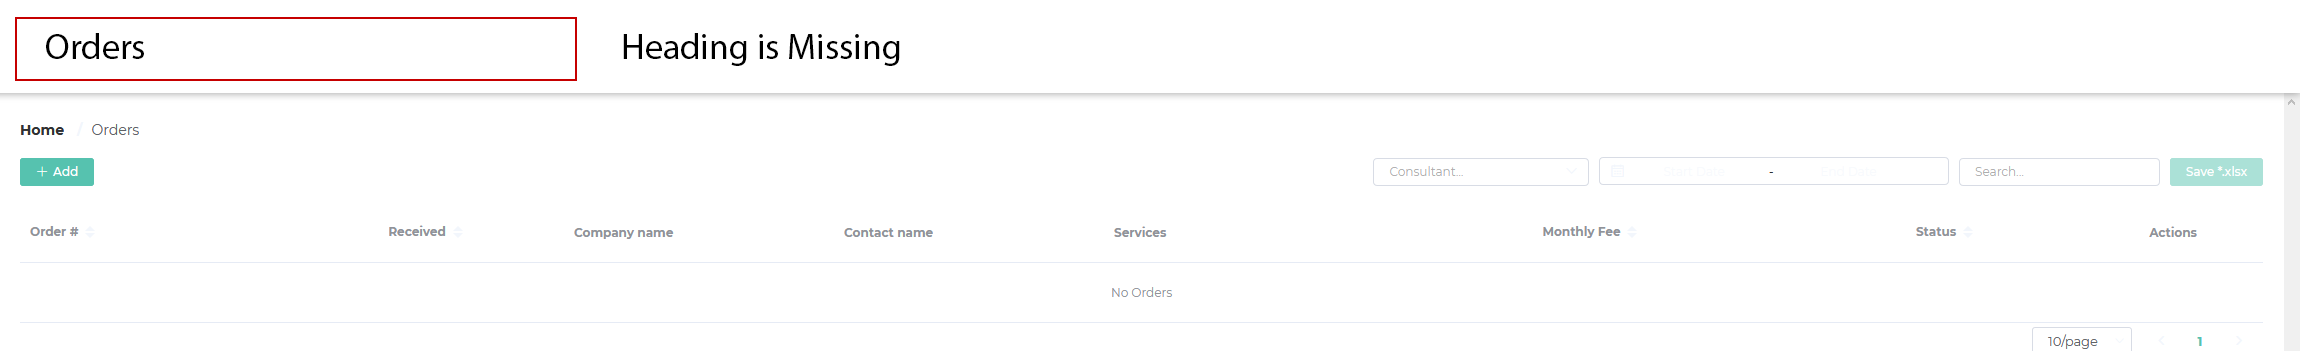 Orders Heading is Missing
Home / Orders
+ Add Consultant... Start Date - End Date Search... Save *.xlsx
Order # Received Company name Contact name Services Monthly Fee Status Actions
No Orders
10/page < 1 >